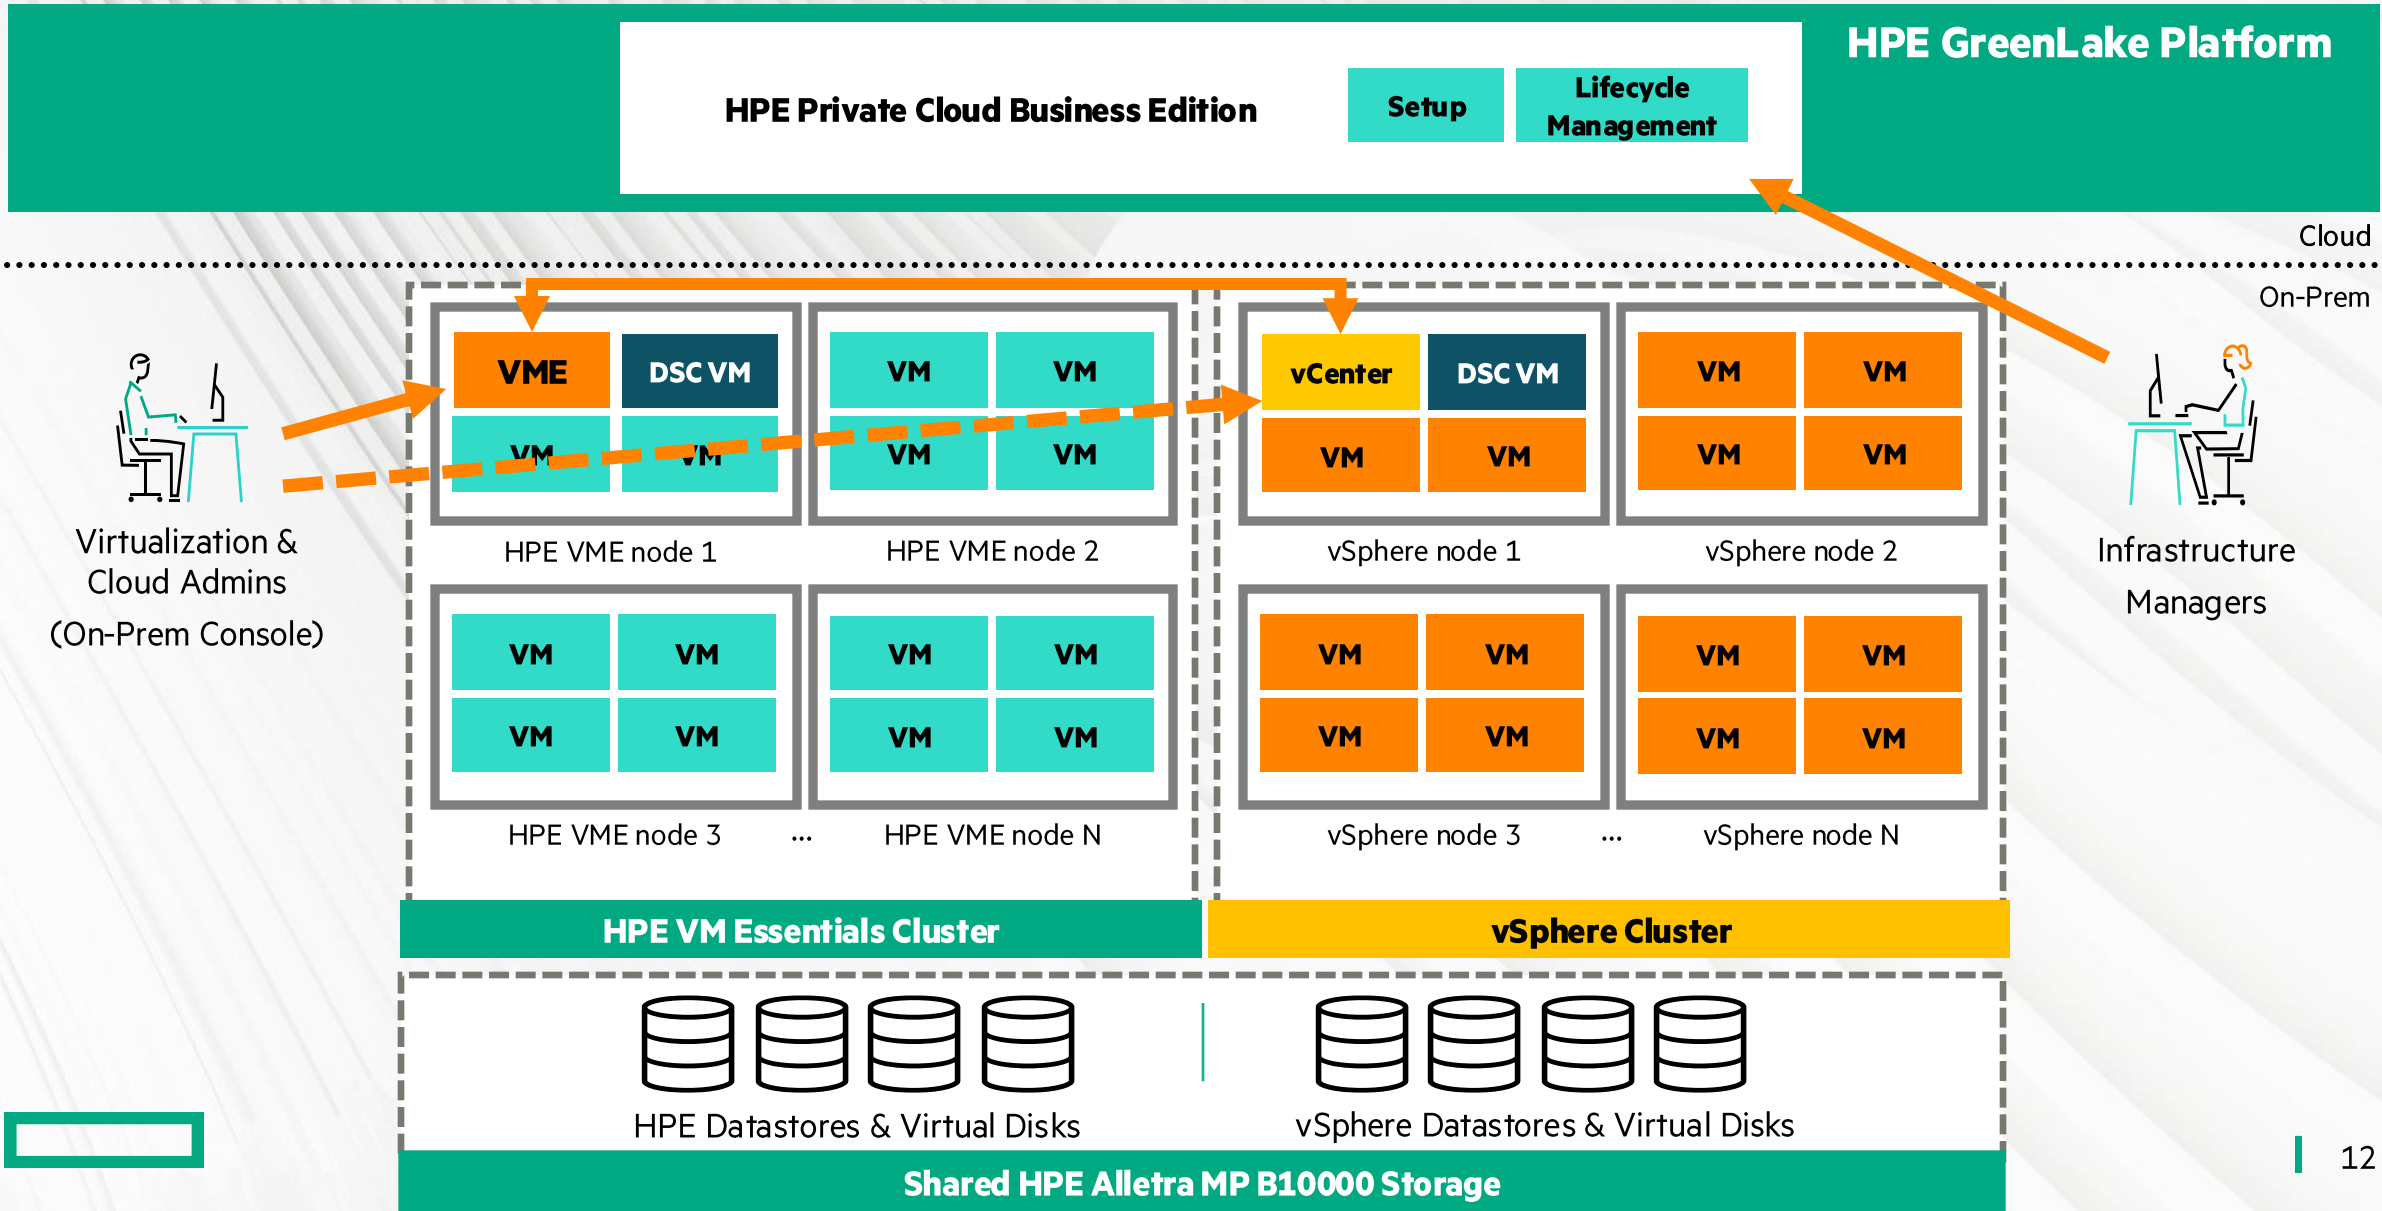 HPE GreenLake Platform
HPE Private Cloud Business Edition
Setup
Lifecycle
Management
Cloud
On-Prem
VME
DSC VM
VM
VM
VM
VM
VM
VM
HPE VME node 1
HPE VME node 2
vCenter
DSC VM
VM
VM
VM
VM
VM
VM
vSphere node 1
vSphere node 2
Virtualization &
Cloud Admins
(On-Prem Console)
Infrastructure
Managers
VM
VM
VM
VM
VM
VM
VM
VM
HPE VME node 3
...
HPE VME node N
VM
VM
VM
VM
VM
VM
VM
VM
vSphere node 3
...
vSphere node N
HPE VM Essentials Cluster
vSphere Cluster
HPE Datastores & Virtual Disks
vSphere Datastores & Virtual Disks
Shared HPE Alletra MP B10000 Storage
12